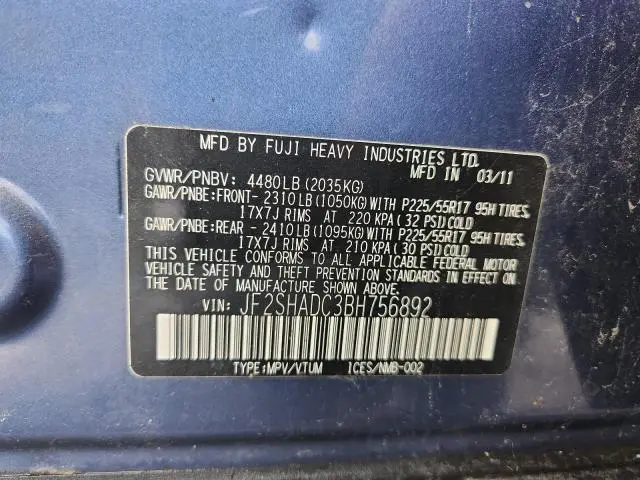 MFD BY FUJI HEAVY INDUSTRIES LTD.
MFD IN 03/11
GVWR/PNBV: 4480LB (2035KG)
GAWR/PNBE:FRONT- 2310LB (1050KG) WITH P225/55R17 95H TIRES,
17X7J RIMS AT 220 KPA ( 32 PSI) COLD
GAWR/PNBE:REAR - 2410LB (1095KG) WITH P225/55R17 95H TIRES,
17X7J RIMS AT 210 KPA ( 30 PSI) COLD
THIS VEHICLE CONFORMS TO ALL APPLICABLE FEDERAL MOTOR
VEHICLE SAFETY AND THEFT PREVENTION STANDARDS IN EFFECT ON
THE DATE OF MANUFACTURE SHOWN ABOVE.
VIN: JF2SHADC3BH756892
TYPE:MPV/VTUM ICES/NMB-002